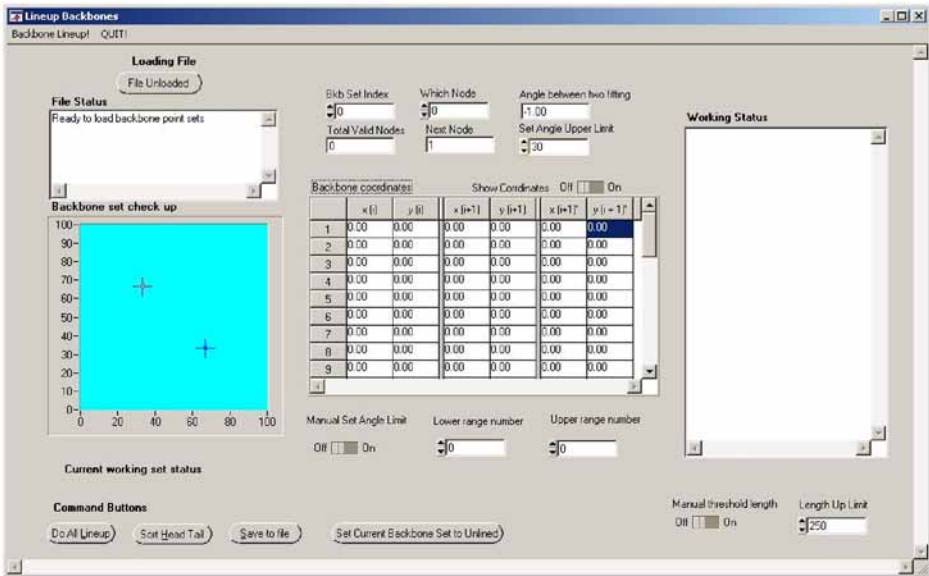 Lineup Backbones
Backbone Lineup! QUIT!
Loading File
File Unloaded
File Status
Ready to load backbone point sets
Bkb Set Index Which Node Angle between two fitting
0 0 -1.00
Total Valid Nodes Next Node Set Angle Upper Limit
0 1 30
Working Status
Backbone coordinates Show Corrdinates Off On
x [i] y [i] x [i+1] y [i+1] x [i+1]' y [i + 1]'
1 0.00 0.00 0.00 0.00 0.00 0.00
2 0.00 0.00 0.00 0.00 0.00 0.00
3 0.00 0.00 0.00 0.00 0.00 0.00
4 0.00 0.00 0.00 0.00 0.00 0.00
5 0.00 0.00 0.00 0.00 0.00 0.00
6 0.00 0.00 0.00 0.00 0.00 0.00
7 0.00 0.00 0.00 0.00 0.00 0.00
8 0.00 0.00 0.00 0.00 0.00 0.00
9 0.00 0.00 0.00 0.00 0.00 0.00
Backbone set check up
100
90
80
70
60
50
40
30
20
10
0
0 20 40 60 80 100
Manual Set Angle Limit Lower range number Upper range number
Off On 0 0
Current working set status
Command Buttons
Do All Lineup Sort Head Tail Save to file Set Current Backbone Set to Unlined
Manual threshold length Length Up Limit
Off On 250